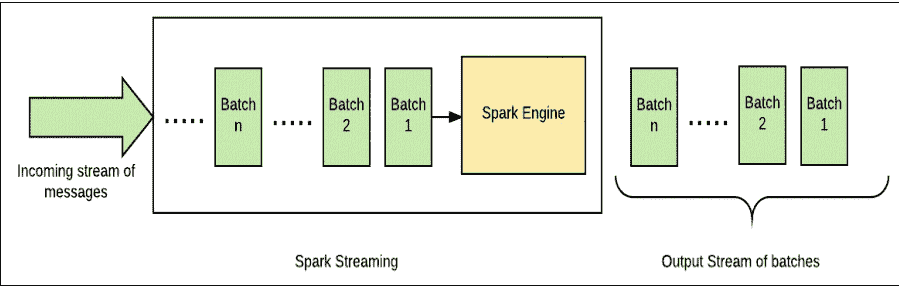 Incoming stream of
messages
.....
Batch
n
.....
Batch
2
Batch
1
Spark Engine
Spark Streaming
Batch
n
.....
Batch
2
Batch
1
Output Stream of batches